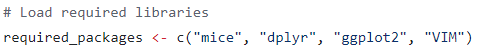 # Load required libraries
required_packages <- c("mice", "dplyr", "ggplot2", "VIM")